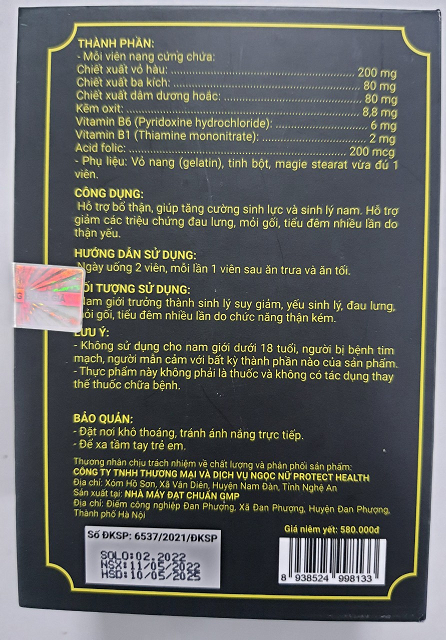 THÀNH PHẦN:
- Mỗi viên nang cứng chứa:
Chiết xuất vỏ hàu: ........ 200 mg
Chiết xuất ba kích: ........ 80 mg
Chiết xuất dâm dương hoắc: ........ 80 mg
Kẽm oxit: ........ 8,8 mg
Vitamin B6 (Pyridoxine hydrochloride): ........ 6 mg
Vitamin B1 (Thiamine mononitrate): ........ 2 mg
Acid folic: ........ 200 mcg
- Phụ liệu: Vỏ nang (gelatin), tinh bột, magie stearat vừa đủ 1
viên.
CÔNG DỤNG:
Hỗ trợ bổ thận, giúp tăng cường sinh lực và sinh lý nam. Hỗ trợ
giảm các triệu chứng đau lưng, mỏi gối, tiểu đêm nhiều lần do
thận yếu.
HƯỚNG DẪN SỬ DỤNG:
Ngày uống 2 viên, mỗi lần 1 viên sau ăn trưa và ăn tối.
ĐỐI TƯỢNG SỬ DỤNG:
Nam giới trưởng thành sinh lý suy giảm, yếu sinh lý, đau lưng,
mỏi gối, tiểu đêm nhiều lần do chức năng thận kém.
LƯU Ý:
- Không sử dụng cho nam giới dưới 18 tuổi, người bị bệnh tim
mạch, người mẫn cảm với bất kỳ thành phần nào của sản phẩm.
- Thực phẩm này không phải là thuốc và không có tác dụng thay
thế thuốc chữa bệnh.
BẢO QUẢN:
- Đặt nơi khô thoáng, tránh ánh nắng trực tiếp.
- Để xa tầm tay trẻ em.
Thương nhân chịu trách nhiệm về chất lượng và phân phối sản phẩm:
CÔNG TY TNHH THƯƠNG MẠI VÀ DỊCH VỤ NGỌC NỮ PROTECT HEALTH
Địa chỉ: Xóm Hồ Sơn, Xã Vân Diên, Huyện Nam Đàn, Tỉnh Nghệ An
Sản xuất tại: NHÀ MÁY ĐẠT CHUẨN GMP
Địa chỉ: Điểm công nghiệp Đan Phượng, Xã Đan Phượng, Huyện Đan Phượng,
Thành phố Hà Nội
Giá niêm yết: 580.000đ
Số ĐKSP: 6537/2021/ĐKSP
SOLO:02.2022
NSX:11/05/2022
HSD:10/05/2025
8 938524 998133